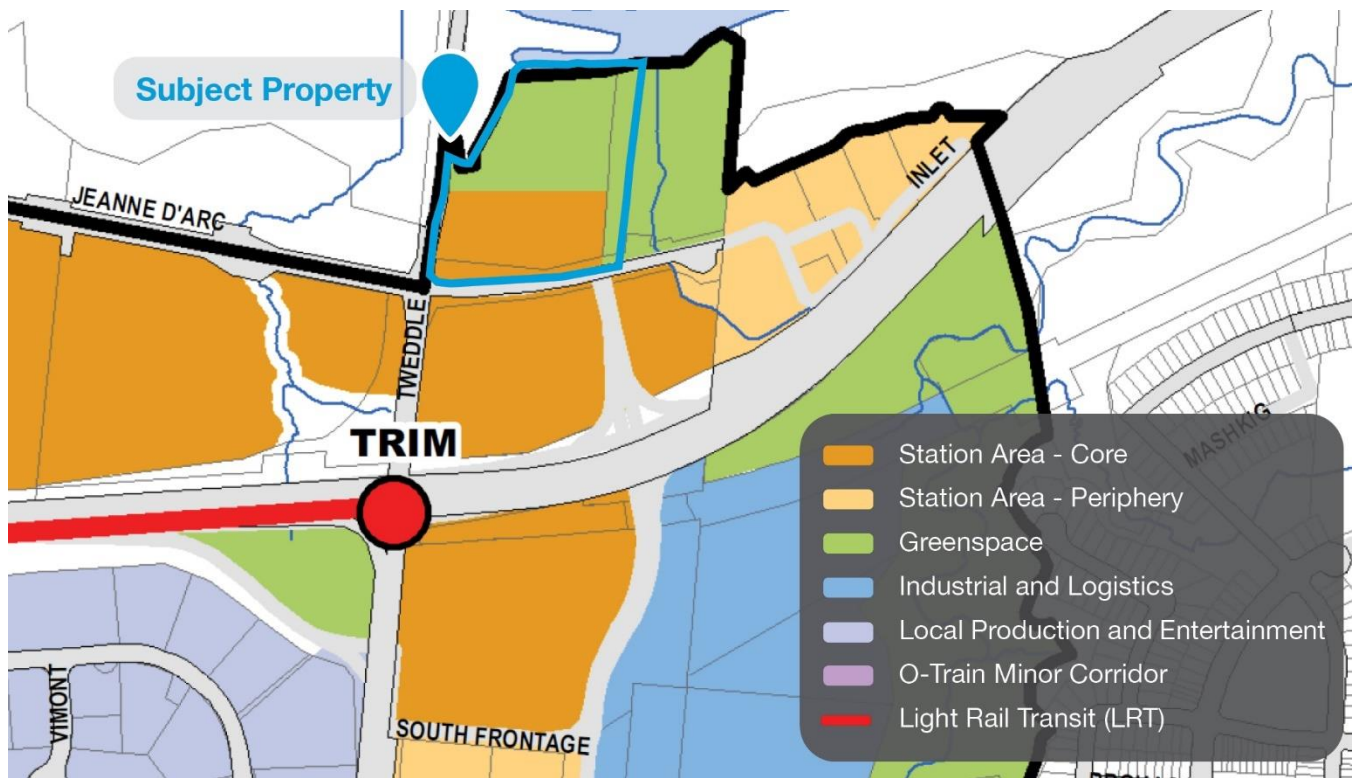 Subject Property
JEANNE D'ARC
TWEDDLE
INLET
TRIM
MASHKIG
VIMONT
SOUTH FRONTAGE
Station Area - Core
Station Area - Periphery
Greenspace
Industrial and Logistics
Local Production and Entertainment
O-Train Minor Corridor
Light Rail Transit (LRT)